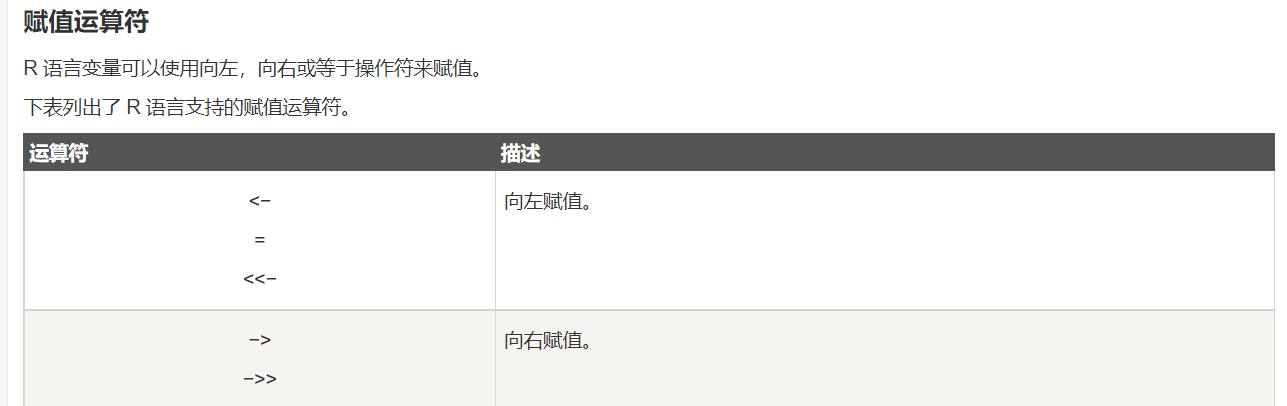 赋值运算符
R 语言变量可以使用向左，向右或等于操作符来赋值。
下表列出了 R 语言支持的赋值运算符。
运算符 描述
<− 向左赋值。
=
<<−
−> 向右赋值。
−>>